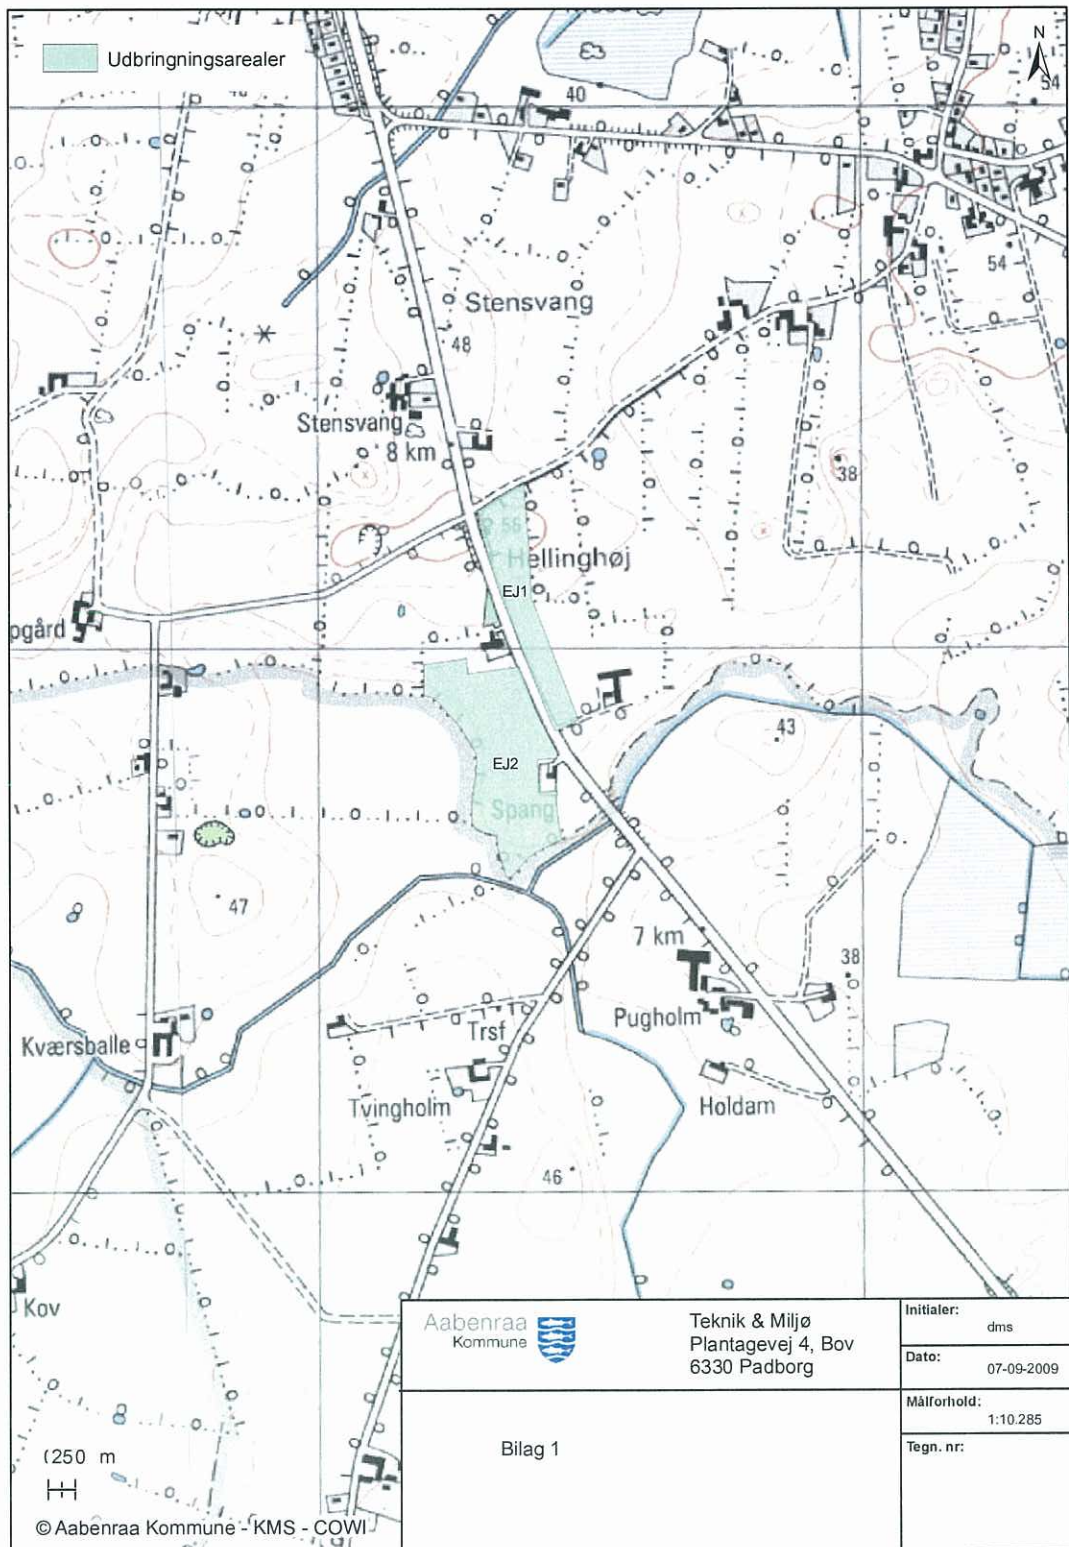 Udbringningsarealer
N
54
40
54
Stensvang
48
Stensvang
8 km
38
56
Hellinghøj
EJ1
ogård
43
EJ2
Spang
47
7 km
38
Pugholm
Trsf
Kværsballe
Tvingholm
Holdam
46
Kov
Aabenraa
Kommune
Teknik & Miljø
Plantagevej 4, Bov
6330 Padborg
Initialer:
dms
Dato:
07-09-2009
Målforhold:
1:10.285
Tegn. nr:
Bilag 1
(250 m
© Aabenraa Kommune - KMS - COWI